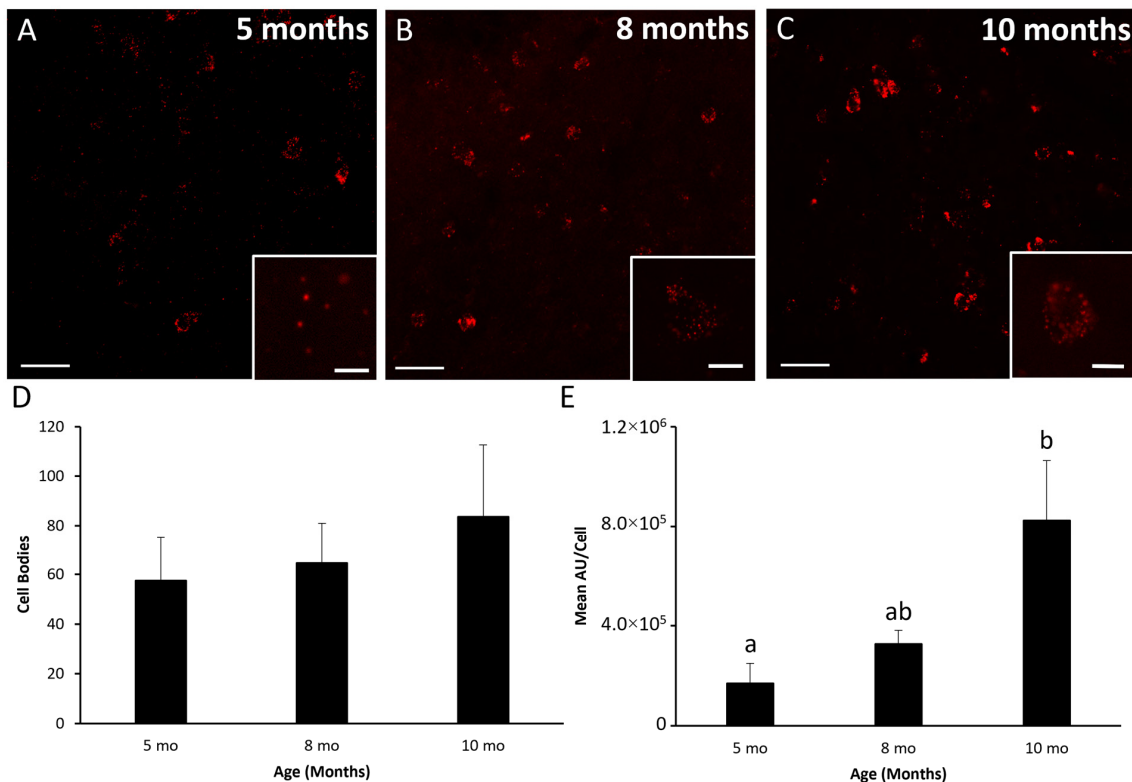 A
5 months
B
8 months
C
10 months
D
120
100
80
60
40
20
0
Cell Bodies
5 mo
8 mo
10 mo
Age (Months)
E
1.2×10⁶
8.0×10⁵
4.0×10⁵
0
Mean AU/Cell
a
ab
b
5 mo
8 mo
10 mo
Age (Months)